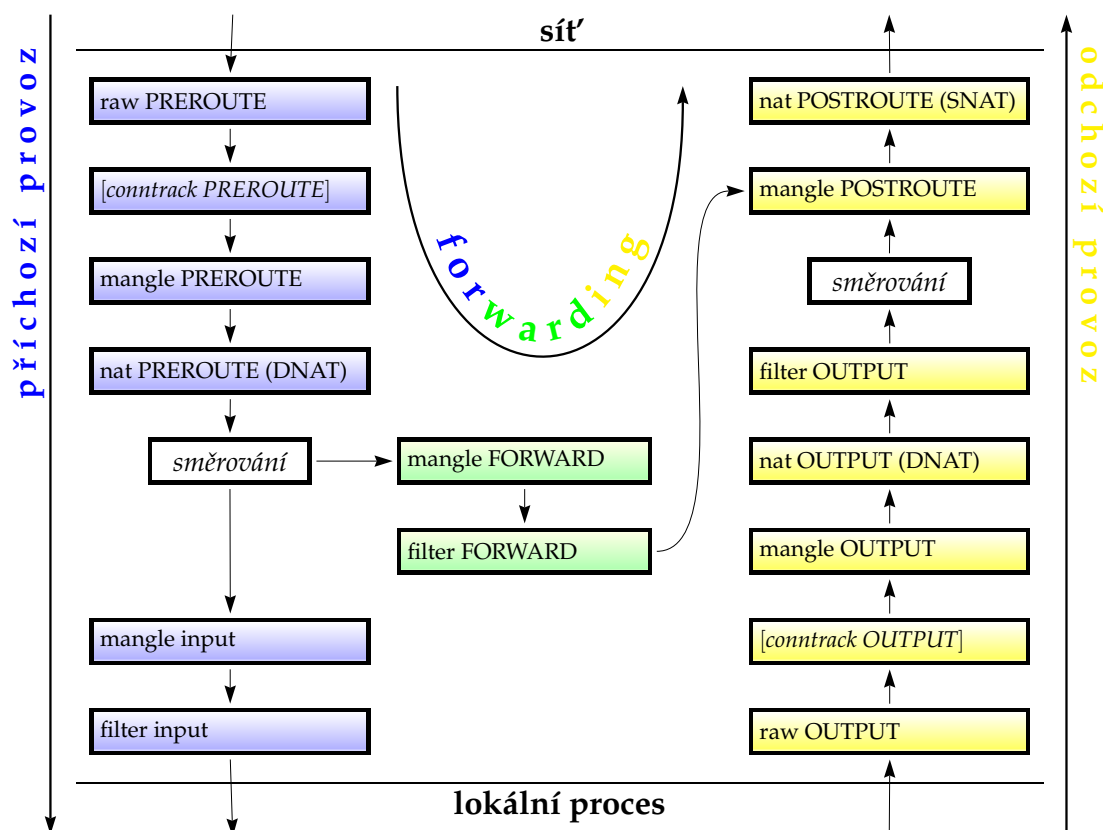 síť
příchozí provoz
raw PREROUTE
[conntrack PREROUTE]
mangle PREROUTE
nat PREROUTE (DNAT)
směrování
mangle input
filter input
forwarding
mangle FORWARD
filter FORWARD
nat POSTROUTE (SNAT)
mangle POSTROUTE
směrování
filter OUTPUT
nat OUTPUT (DNAT)
mangle OUTPUT
[conntrack OUTPUT]
raw OUTPUT
odchozí provoz
lokální proces